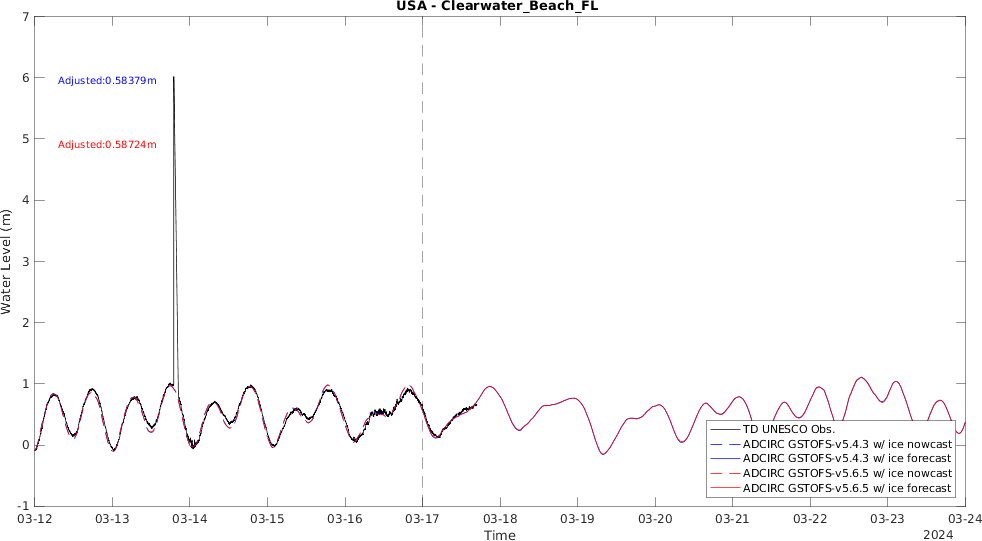 USA - Clearwater_Beach_FL
7
6
5
4
3
2
1
0
-1
Water Level (m)
Adjusted:0.58379m
Adjusted:0.58724m
TD UNESCO Obs.
ADCIRC GSTOFS-v5.4.3 w/ ice nowcast
ADCIRC GSTOFS-v5.4.3 w/ ice forecast
ADCIRC GSTOFS-v5.6.5 w/ ice nowcast
ADCIRC GSTOFS-v5.6.5 w/ ice forecast
03-12 03-13 03-14 03-15 03-16 03-17 03-18 03-19 03-20 03-21 03-22 03-23 03-24
Time
2024